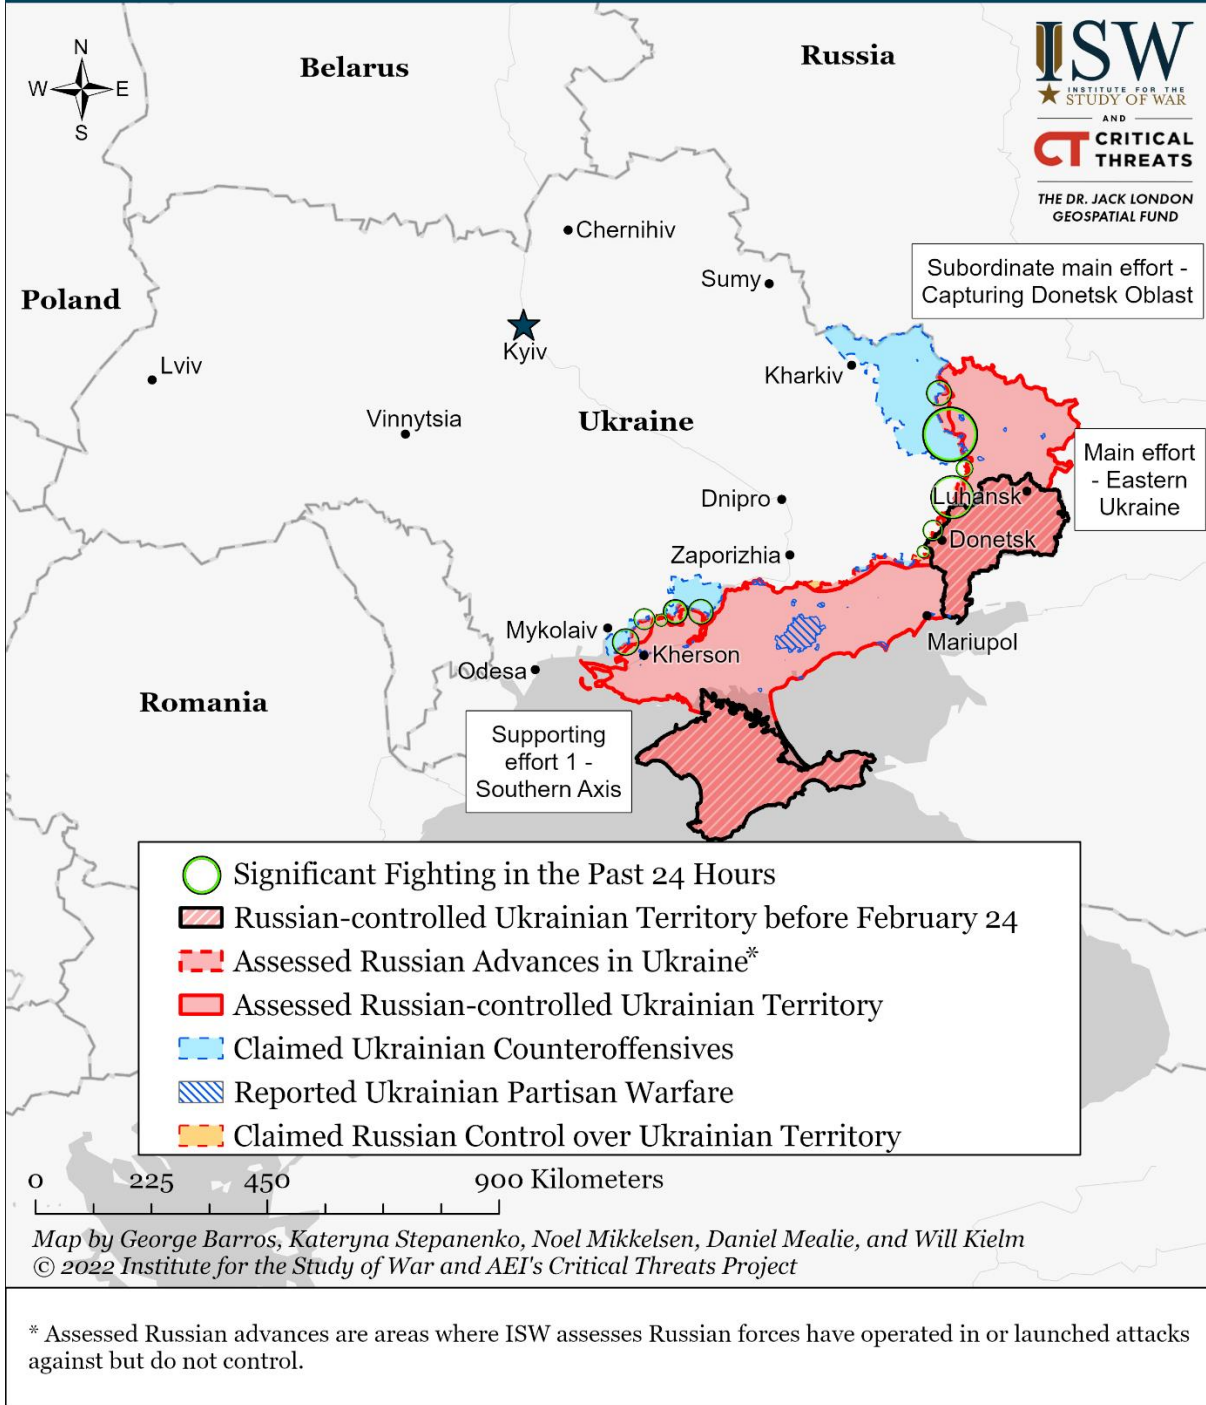 N
W
E
S
Belarus
Russia
ISW
INSTITUTE FOR THE
STUDY OF WAR
AND
CT CRITICAL
THREATS
THE DR. JACK LONDON
GEOSPATIAL FUND
Chernihiv
Sumy
Subordinate main effort -
Capturing Donetsk Oblast
Poland
Kyiv
Lviv
Kharkiv
Vinnytsia
Ukraine
Main effort
- Eastern
Ukraine
Dnipro
Luhansk
Donetsk
Zaporizhia
Mykolaiv
Mariupol
Kherson
Odesa
Romania
Supporting
effort 1 -
Southern Axis
Significant Fighting in the Past 24 Hours
Russian-controlled Ukrainian Territory before February 24
Assessed Russian Advances in Ukraine*
Assessed Russian-controlled Ukrainian Territory
Claimed Ukrainian Counteroffensives
Reported Ukrainian Partisan Warfare
Claimed Russian Control over Ukrainian Territory
0 225 450 900 Kilometers
Map by George Barros, Kateryna Stepanenko, Noel Mikkelsen, Daniel Mealie, and Will Kielm
© 2022 Institute for the Study of War and AEI's Critical Threats Project
* Assessed Russian advances are areas where ISW assesses Russian forces have operated in or launched attacks
against but do not control.